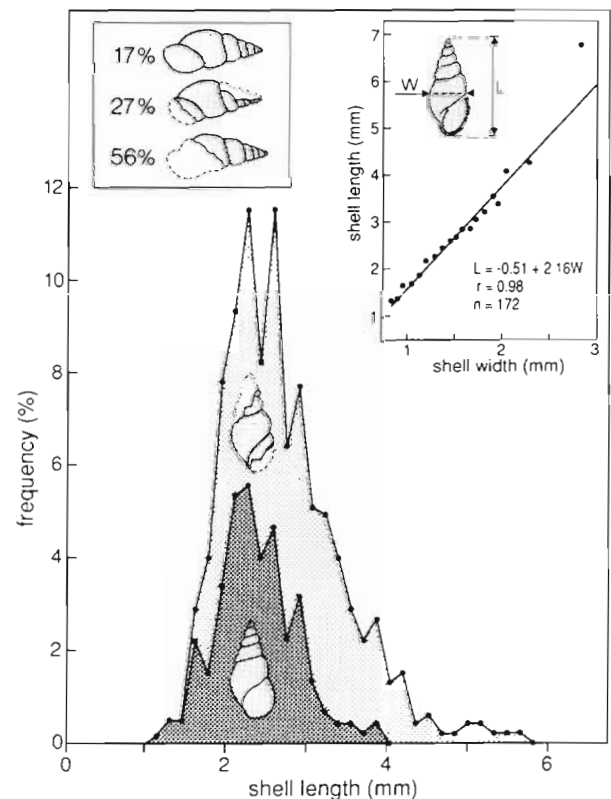 17%
27%
56%
12
10
8
6
4
2
0
frequency (%)
0
2
4
6
shell length (mm)
7
6
5
4
3
2
1
shell length (mm)
W
L
L = -0.51 + 2.16W
r = 0.98
n = 172
1
2
3
shell width (mm)